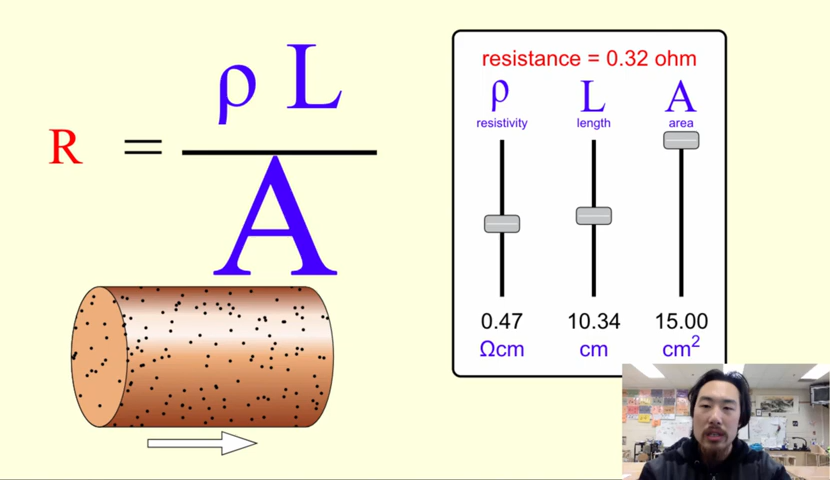 R = ρ L
A
resistance = 0.32 ohm
ρ L A
resistivity length area
0.47 10.34 15.00
Ωcm cm cm²